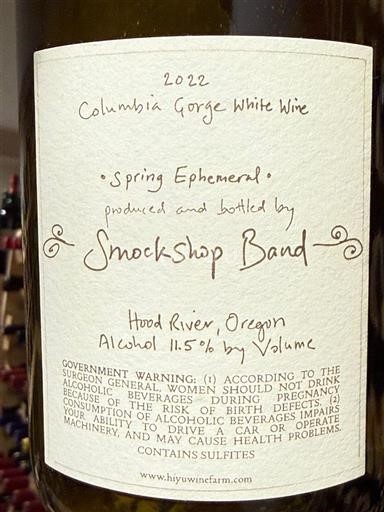 2022
Columbia Gorge White Wine
• Spring Ephemeral •
produced and bottled by
Smockshop Band
Hood River, Oregon
Alcohol 11.5% by Volume
GOVERNMENT WARNING: (1) ACCORDING TO THE
SURGEON GENERAL, WOMEN SHOULD NOT DRINK
ALCOHOLIC BEVERAGES DURING PREGNANCY
BECAUSE OF THE RISK OF BIRTH DEFECTS. (2)
CONSUMPTION OF ALCOHOLIC BEVERAGES IMPAIRS
YOUR ABILITY TO DRIVE A CAR OR OPERATE
MACHINERY, AND MAY CAUSE HEALTH PROBLEMS.
CONTAINS SULFITES
www.hiyuwinefarm.com